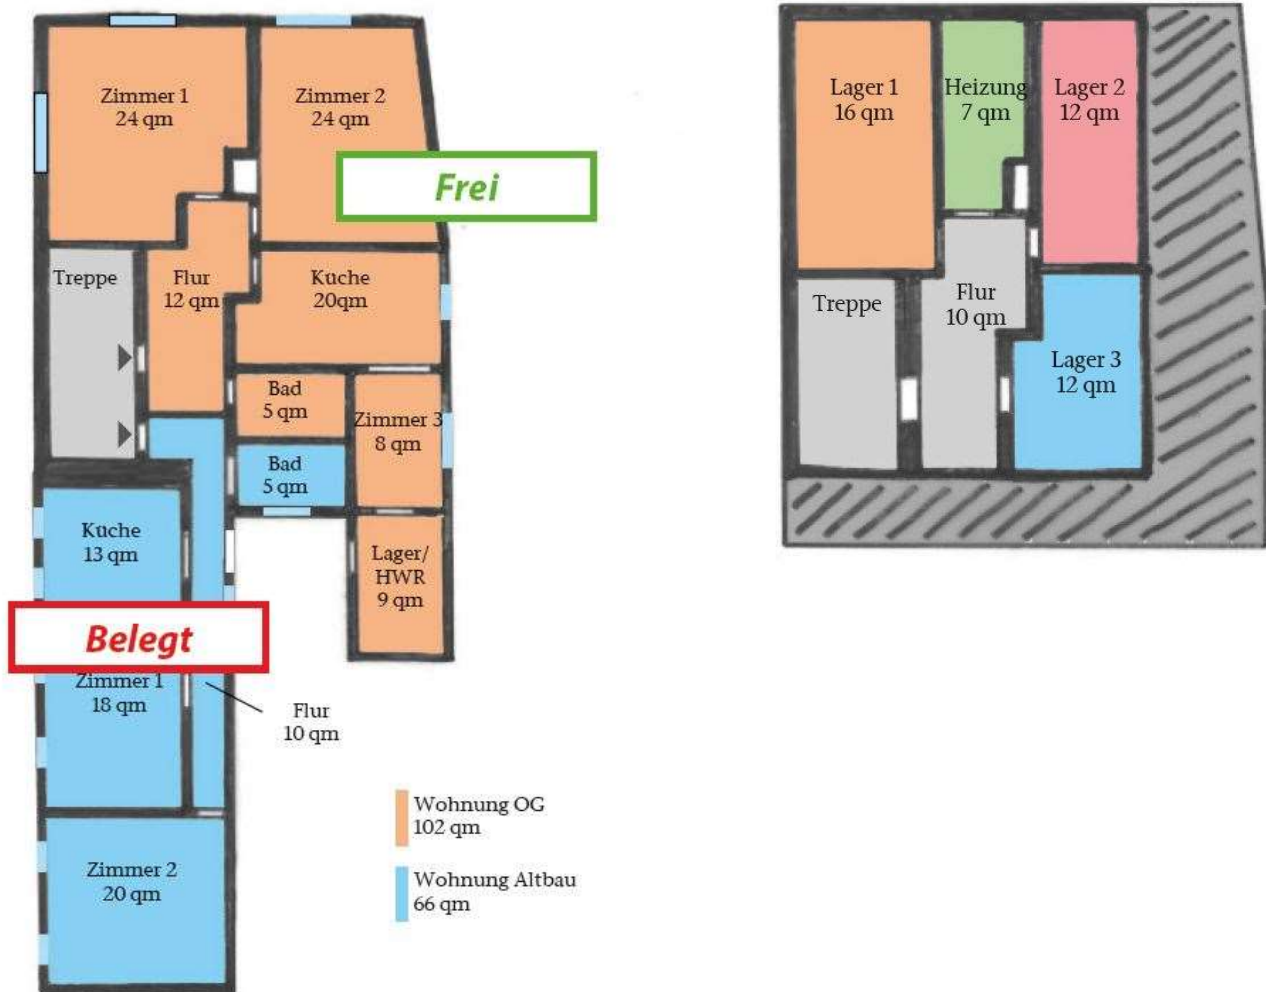 Zimmer 1
24 qm
Zimmer 2
24 qm
Frei
Treppe
Flur
12 qm
Küche
20qm
Bad
5 qm
Zimmer 3
8 qm
Bad
5 qm
Küche
13 qm
Lager/
HWR
9 qm
Belegt
Zimmer 1
18 qm
Flur
10 qm
Zimmer 2
20 qm
Wohnung OG
102 qm
Wohnung Altbau
66 qm
Lager 1
16 qm
Heizung
7 qm
Lager 2
12 qm
Treppe
Flur
10 qm
Lager 3
12 qm